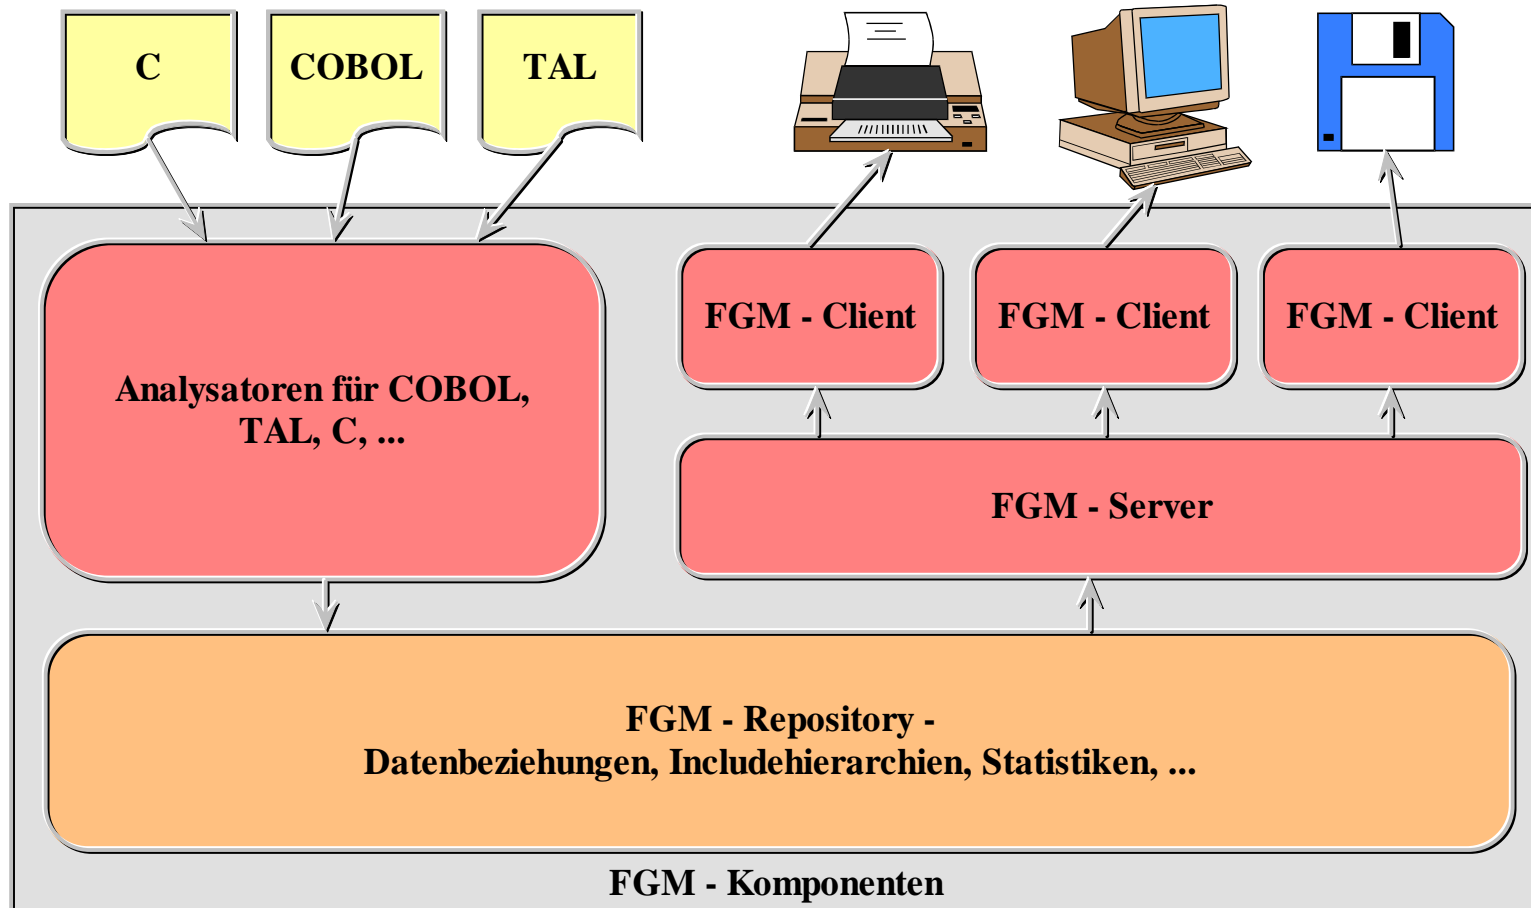 C
COBOL
TAL
FGM - Client
FGM - Client
FGM - Client
Analysatoren für COBOL,
TAL, C, ...
FGM - Server
FGM - Repository -
Datenbeziehungen, Includehierarchien, Statistiken, ...
FGM - Komponenten